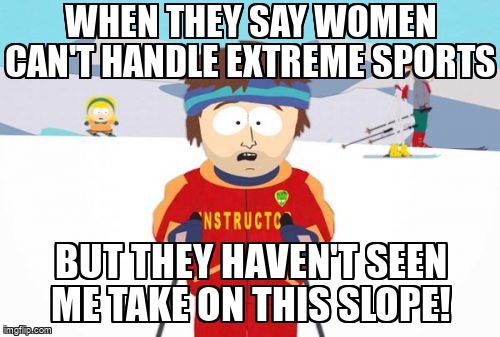 WHEN THEY SAY WOMEN
CAN'T HANDLE EXTREME SPORTS
NSTRUCTO
BUT THEY HAVEN'T SEEN
ME TAKE ON THIS SLOPE!
imgflip.com